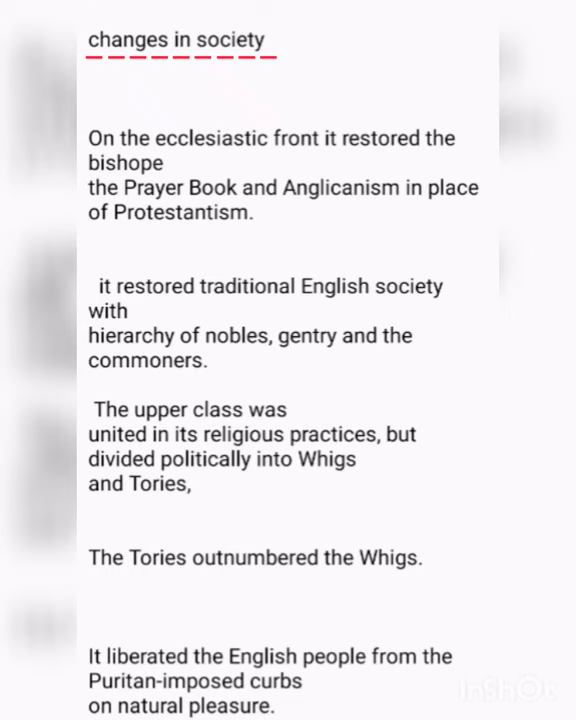 changes in society
On the ecclesiastic front it restored the
bishope
the Prayer Book and Anglicanism in place
of Protestantism.
it restored traditional English society
with
hierarchy of nobles, gentry and the
commoners.
The upper class was
united in its religious practices, but
divided politically into Whigs
and Tories,
The Tories outnumbered the Whigs.
It liberated the English people from the
Puritan-imposed curbs
on natural pleasure.
InShOt